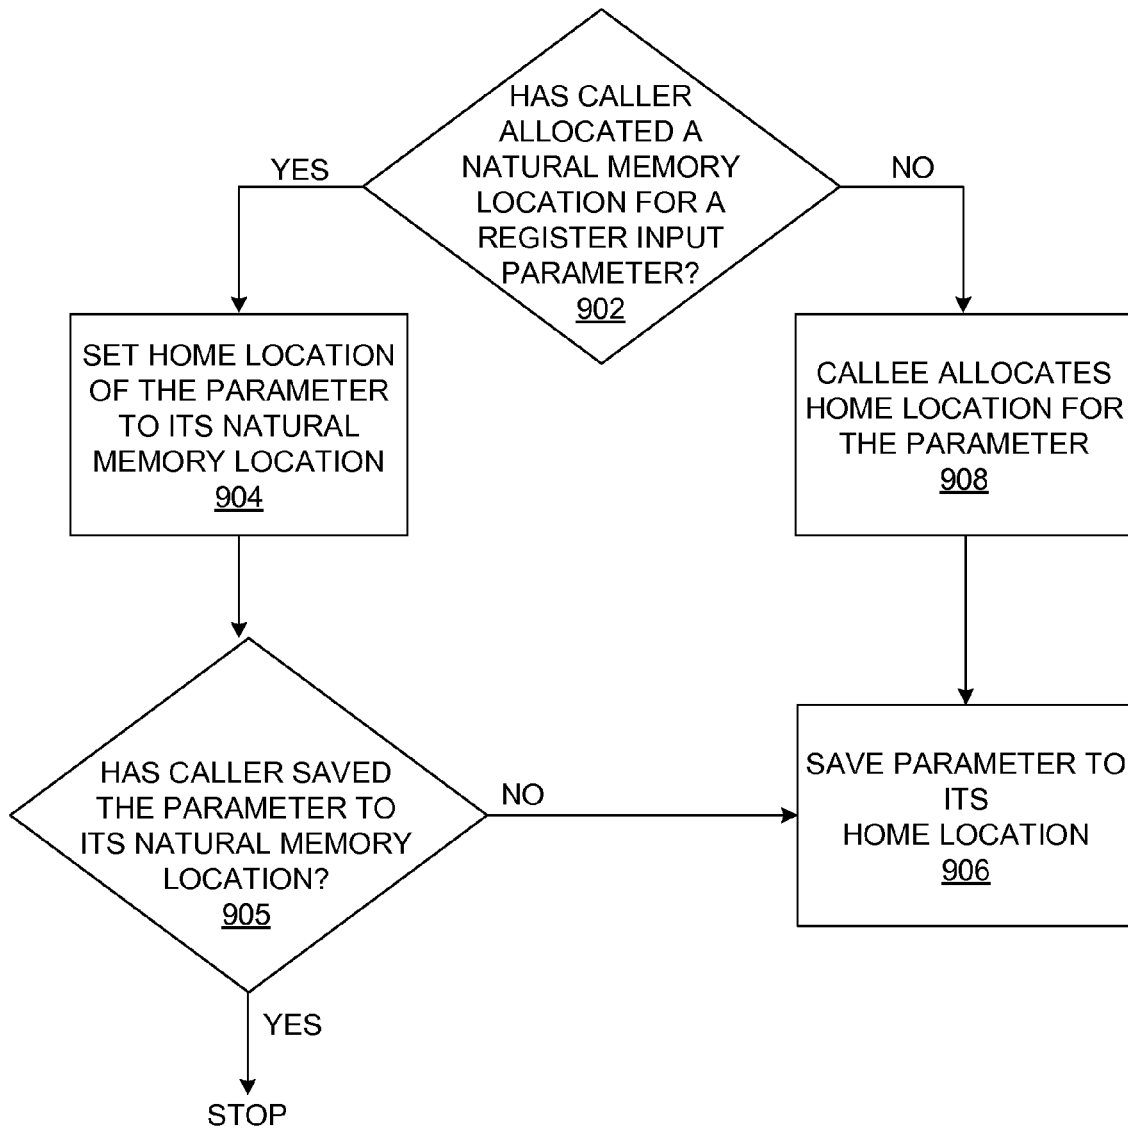 HAS CALLER
ALLOCATED A
NATURAL MEMORY
LOCATION FOR A
REGISTER INPUT
PARAMETER?
902
YES
NO
SET HOME LOCATION
OF THE PARAMETER
TO ITS NATURAL
MEMORY LOCATION
904
CALLEE ALLOCATES
HOME LOCATION FOR
THE PARAMETER
908
HAS CALLER SAVED
THE PARAMETER TO
ITS NATURAL MEMORY
LOCATION?
905
NO
SAVE PARAMETER TO
ITS
HOME LOCATION
906
YES
STOP